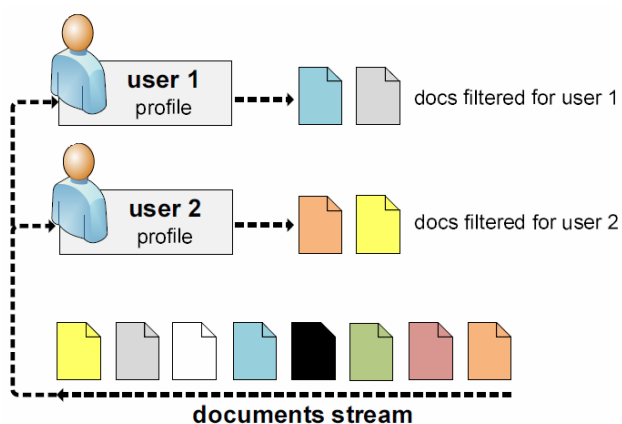 user 1
profile
docs filtered for user 1
user 2
profile
docs filtered for user 2
documents stream